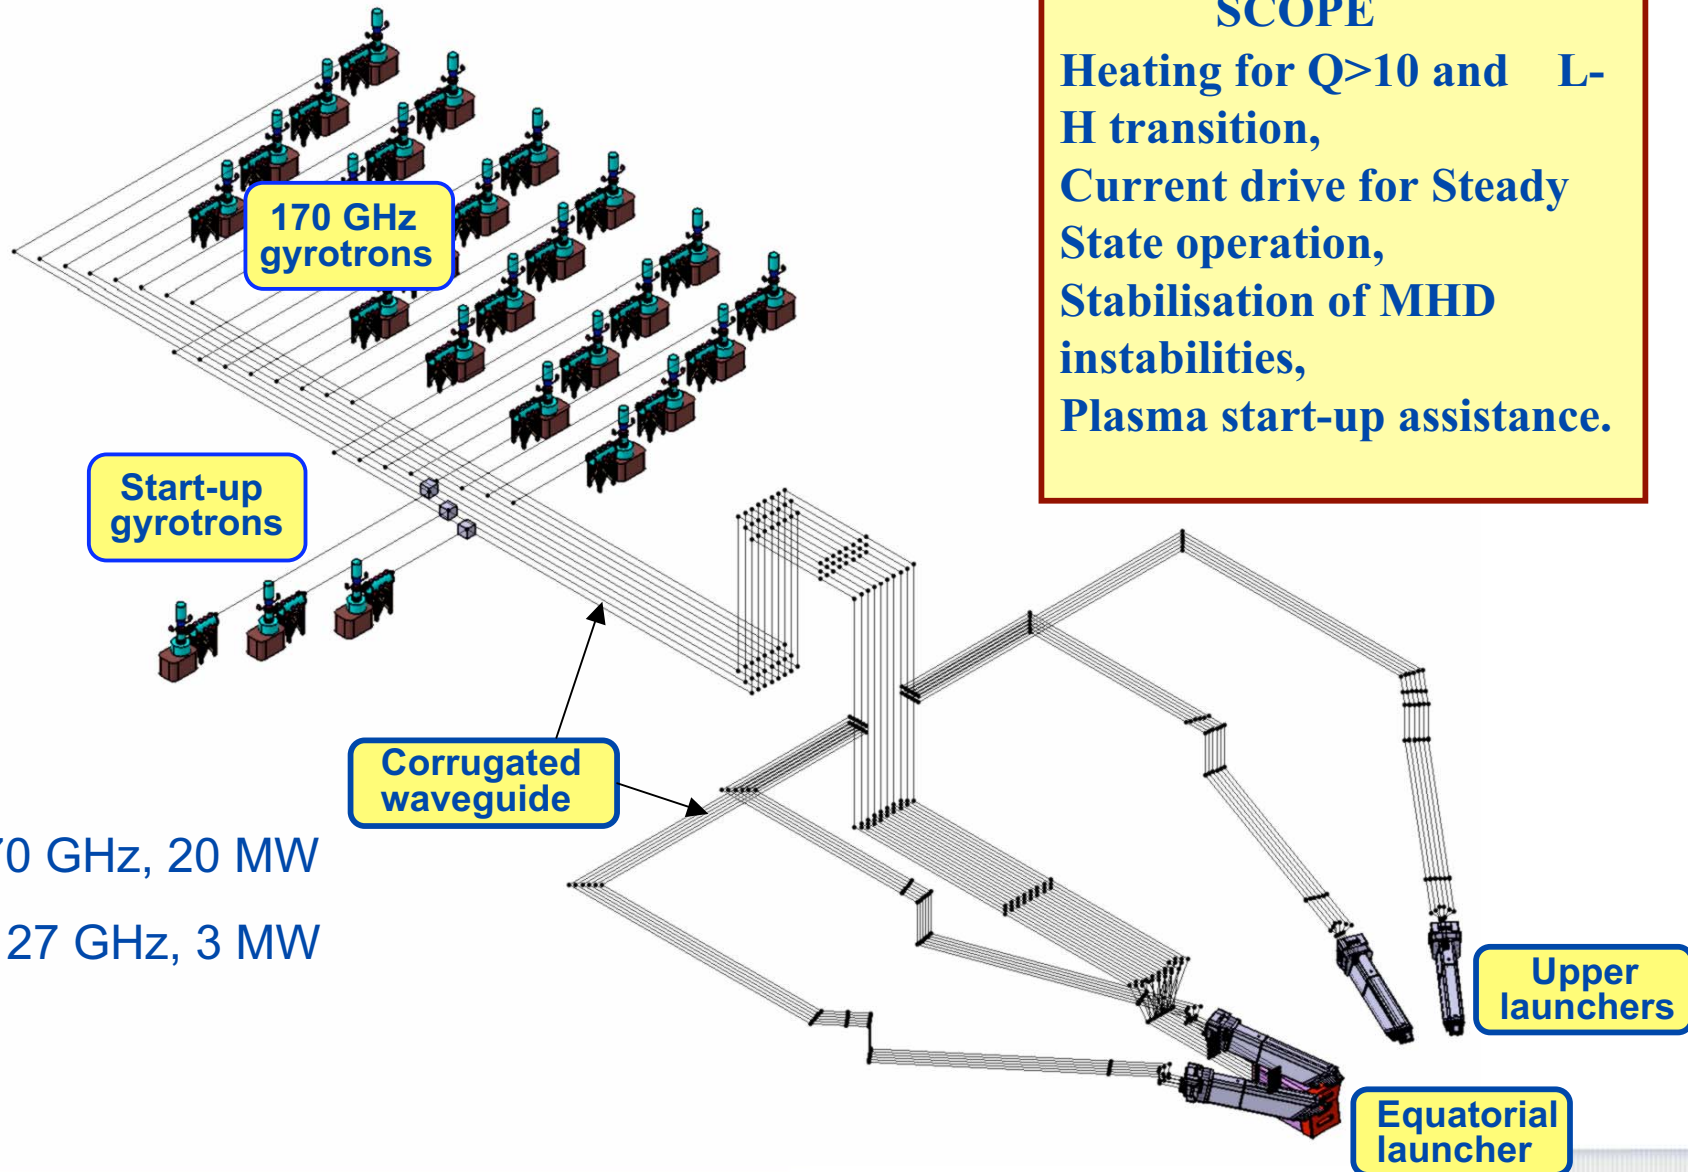 SCOPE
Heating for Q>10 and L-
H transition,
Current drive for Steady
State operation,
Stabilisation of MHD
instabilities,
Plasma start-up assistance.
170 GHz
gyrotrons
Start-up
gyrotrons
Corrugated
waveguide
70 GHz, 20 MW
127 GHz, 3 MW
Upper
launchers
Equatorial
launcher